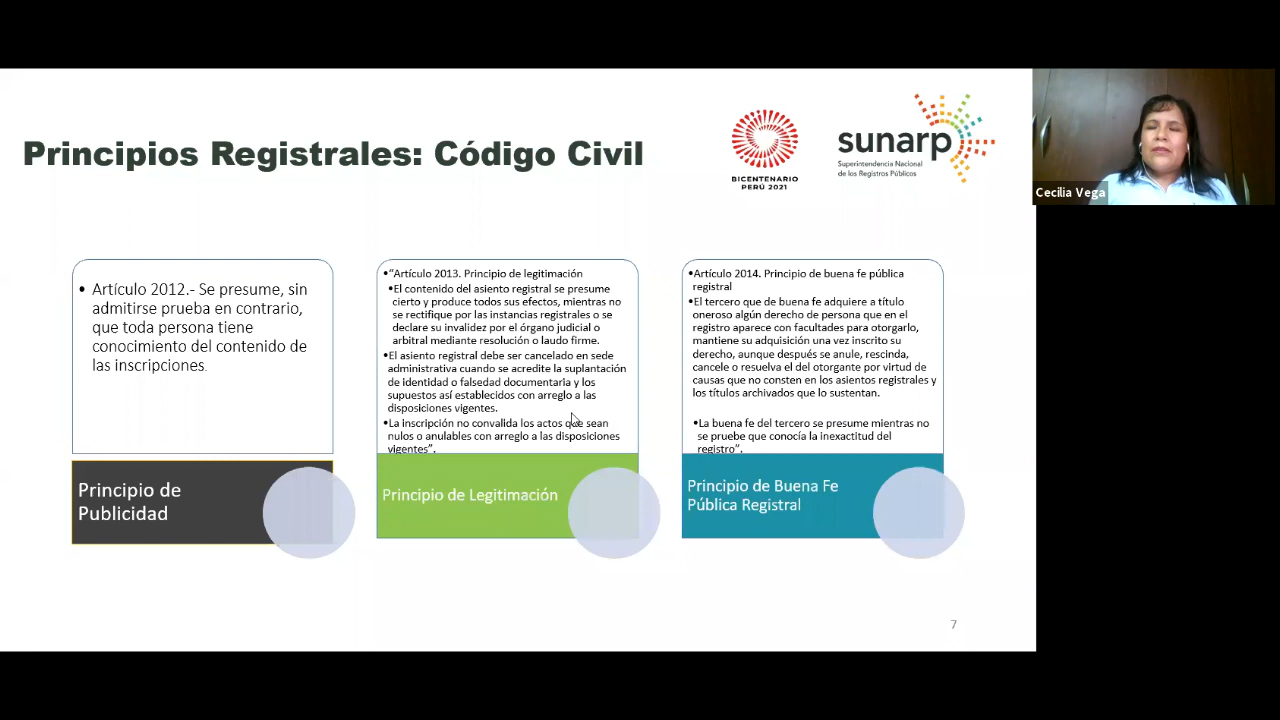 Principios Registrales: Código Civil
BICENTENARIO
PERÚ 2021
sunarp
Superintendencia Nacional
de los Registros Públicos
Cecilia Vega
• Artículo 2012.- Se presume, sin
admitirse prueba en contrario,
que toda persona tiene
conocimiento del contenido de
las inscripciones.
Principio de
Publicidad
•"Artículo 2013. Principio de legitimación
•El contenido del asiento registral se presume
cierto y produce todos sus efectos, mientras no
se rectifique por las instancias registrales o se
declare su invalidez por el órgano judicial o
arbitral mediante resolución o laudo firme.
•El asiento registral debe ser cancelado en sede
administrativa cuando se acredite la suplantación
de identidad o falsedad documentaria y los
supuestos así establecidos con arreglo a las
disposiciones vigentes.
•La inscripción no convalida los actos que sean
nulos o anulables con arreglo a las disposiciones
vigentes".
Principio de Legitimación
•Artículo 2014. Principio de buena fe pública
registral
•El tercero que de buena fe adquiere a título
oneroso algún derecho de persona que en el
registro aparece con facultades para otorgarlo,
mantiene su adquisición una vez inscrito su
derecho, aunque después se anule, rescinda,
cancele o resuelva el del otorgante por virtud de
causas que no consten en los asientos registrales y
los títulos archivados que lo sustentan.
•La buena fe del tercero se presume mientras no
se pruebe que conocía la inexactitud del
registro".
Principio de Buena Fe
Pública Registral
7